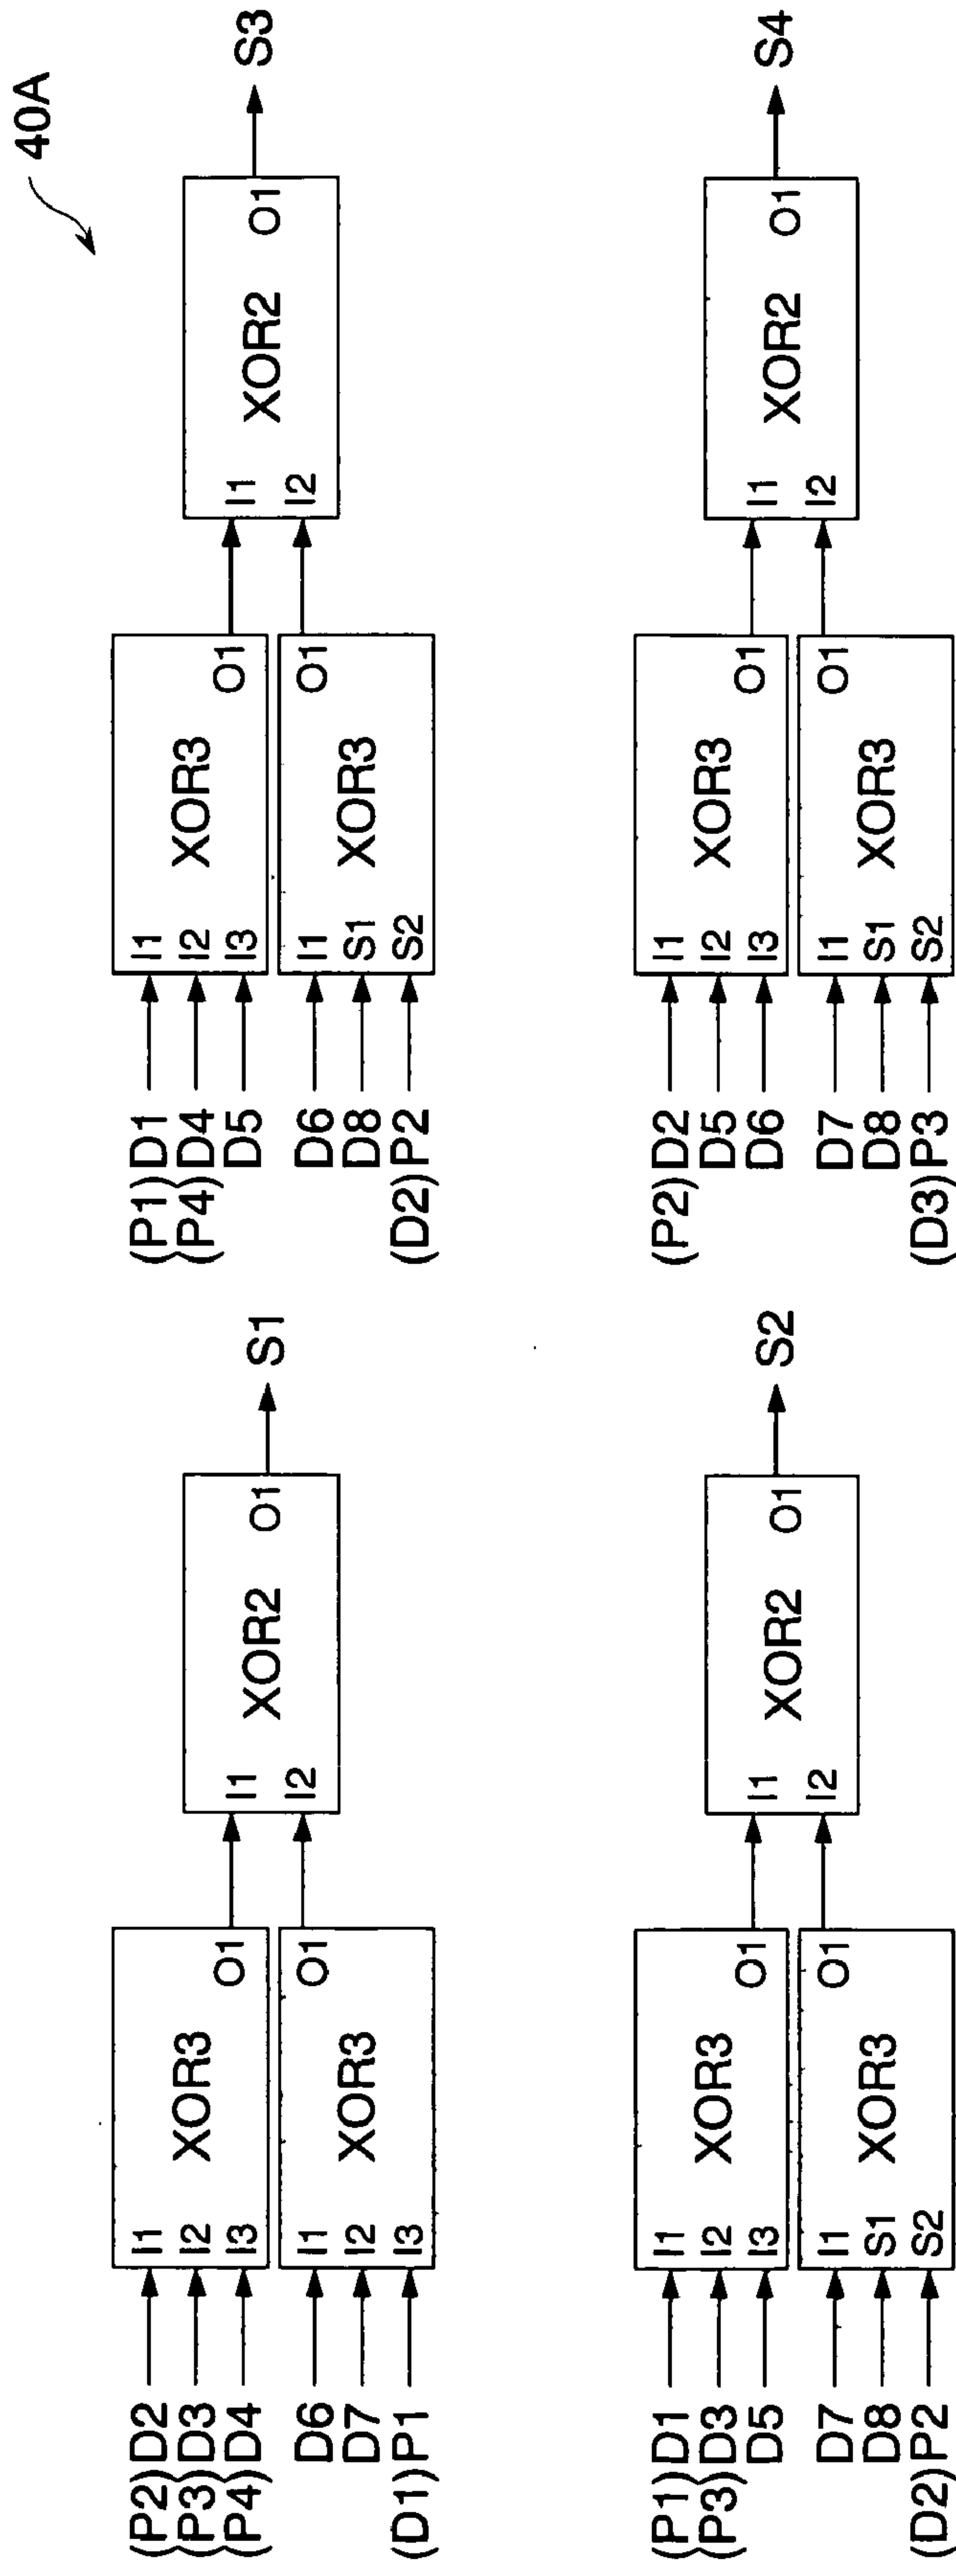 40A
(P2)D2
(P3)D3
(P4)D4
D6
D7
(D1)P1
I1
I2
I3
XOR3
O1
I1
I2
I3
XOR3
O1
I1
I2
XOR2
O1
S1
(P1)D1
(P4)D4
D5
D6
D8
(D2)P2
I1
I2
I3
XOR3
O1
I1
S1
S2
XOR3
O1
I1
I2
XOR2
O1
S3
(P1)D1
(P3)D3
D5
D7
D8
(D2)P2
I1
I2
I3
XOR3
O1
I1
S1
S2
XOR3
O1
I1
I2
XOR2
O1
S2
(P2)D2
D5
D6
D7
D8
(D3)P3
I1
I2
I3
XOR3
O1
I1
S1
S2
XOR3
O1
I1
I2
XOR2
O1
S4